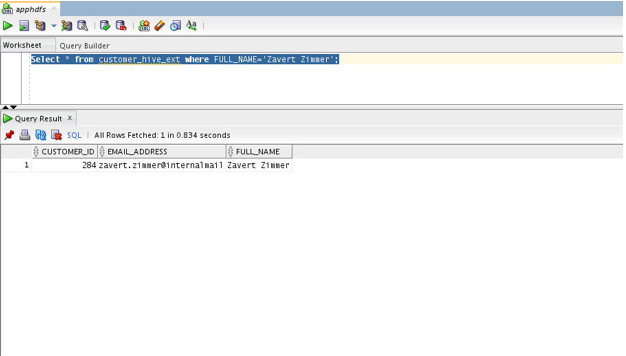 apphdfs
Worksheet Query Builder
Select * from customer_hive_ext where FULL_NAME='Zavert Zimmer';
Query Result x
SQL | All Rows Fetched: 1 in 0.834 seconds
CUSTOMER_ID EMAIL_ADDRESS FULL_NAME
1 284 zavert.zimmer@internalmail Zavert Zimmer